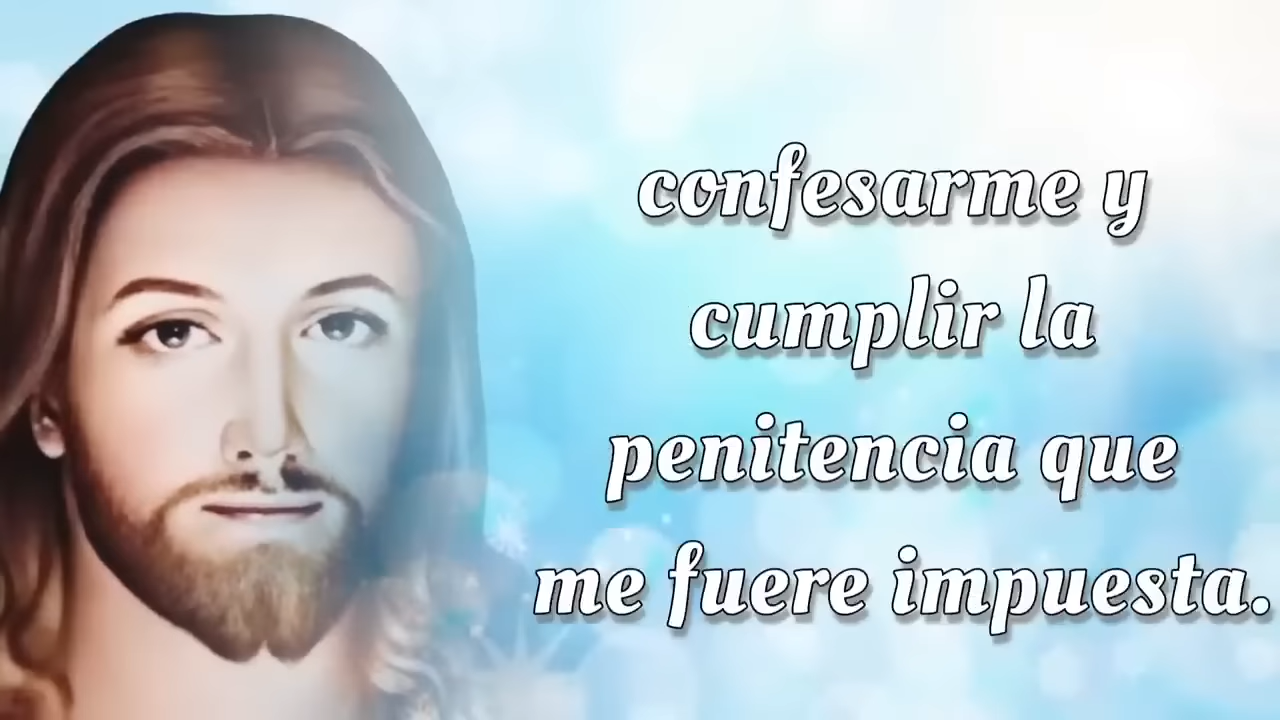 confesarme y
cumplir la
penitencia que
me fuere impuesta.